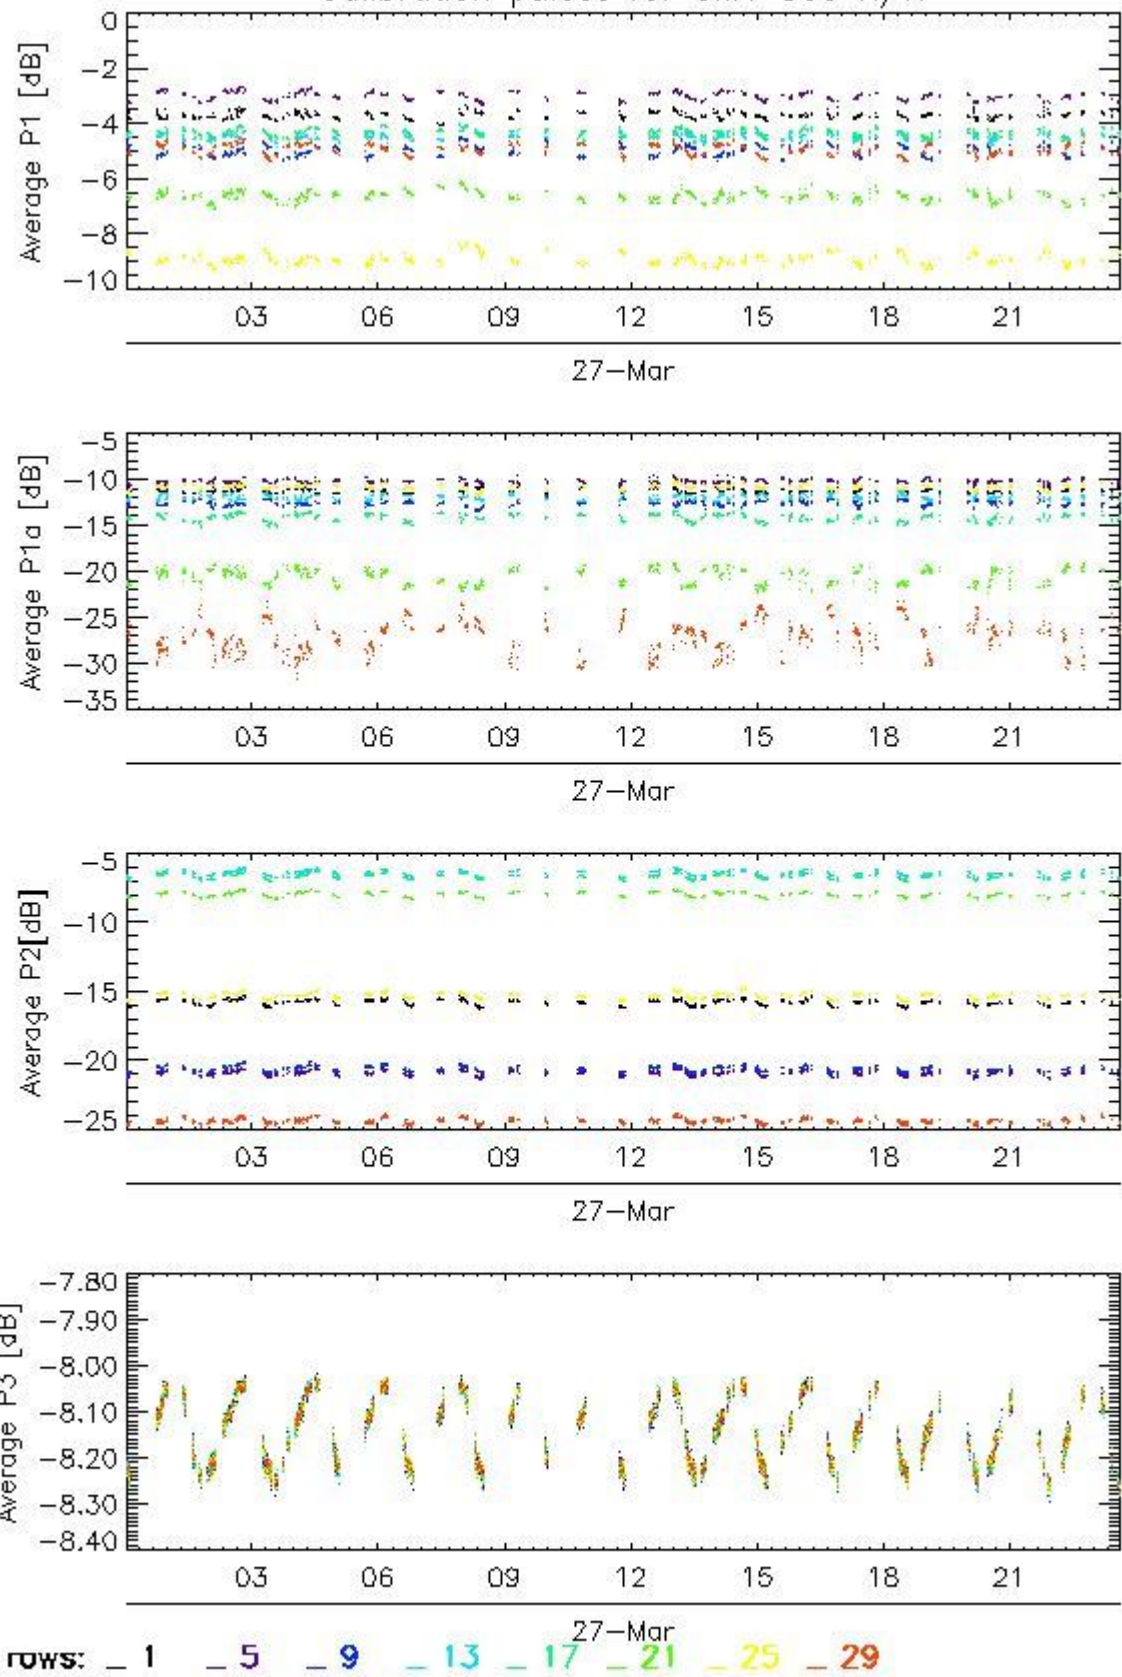 0
−2
−4
−6
−8
−10
Average P1 [dB]
03 06 09 12 15 18 21
27−Mar
−5
−10
−15
−20
−25
−30
−35
Average P1a [dB]
03 06 09 12 15 18 21
27−Mar
−5
−10
−15
−20
−25
Average P2[dB]
03 06 09 12 15 18 21
27−Mar
−7.80
−7.90
−8.00
−8.10
−8.20
−8.30
−8.40
Average P3 [dB]
03 06 09 12 15 18 21
27−Mar
rows: _ 1 _ 5 _ 9 _ 13 _ 17 _ 21 _ 25 _ 29